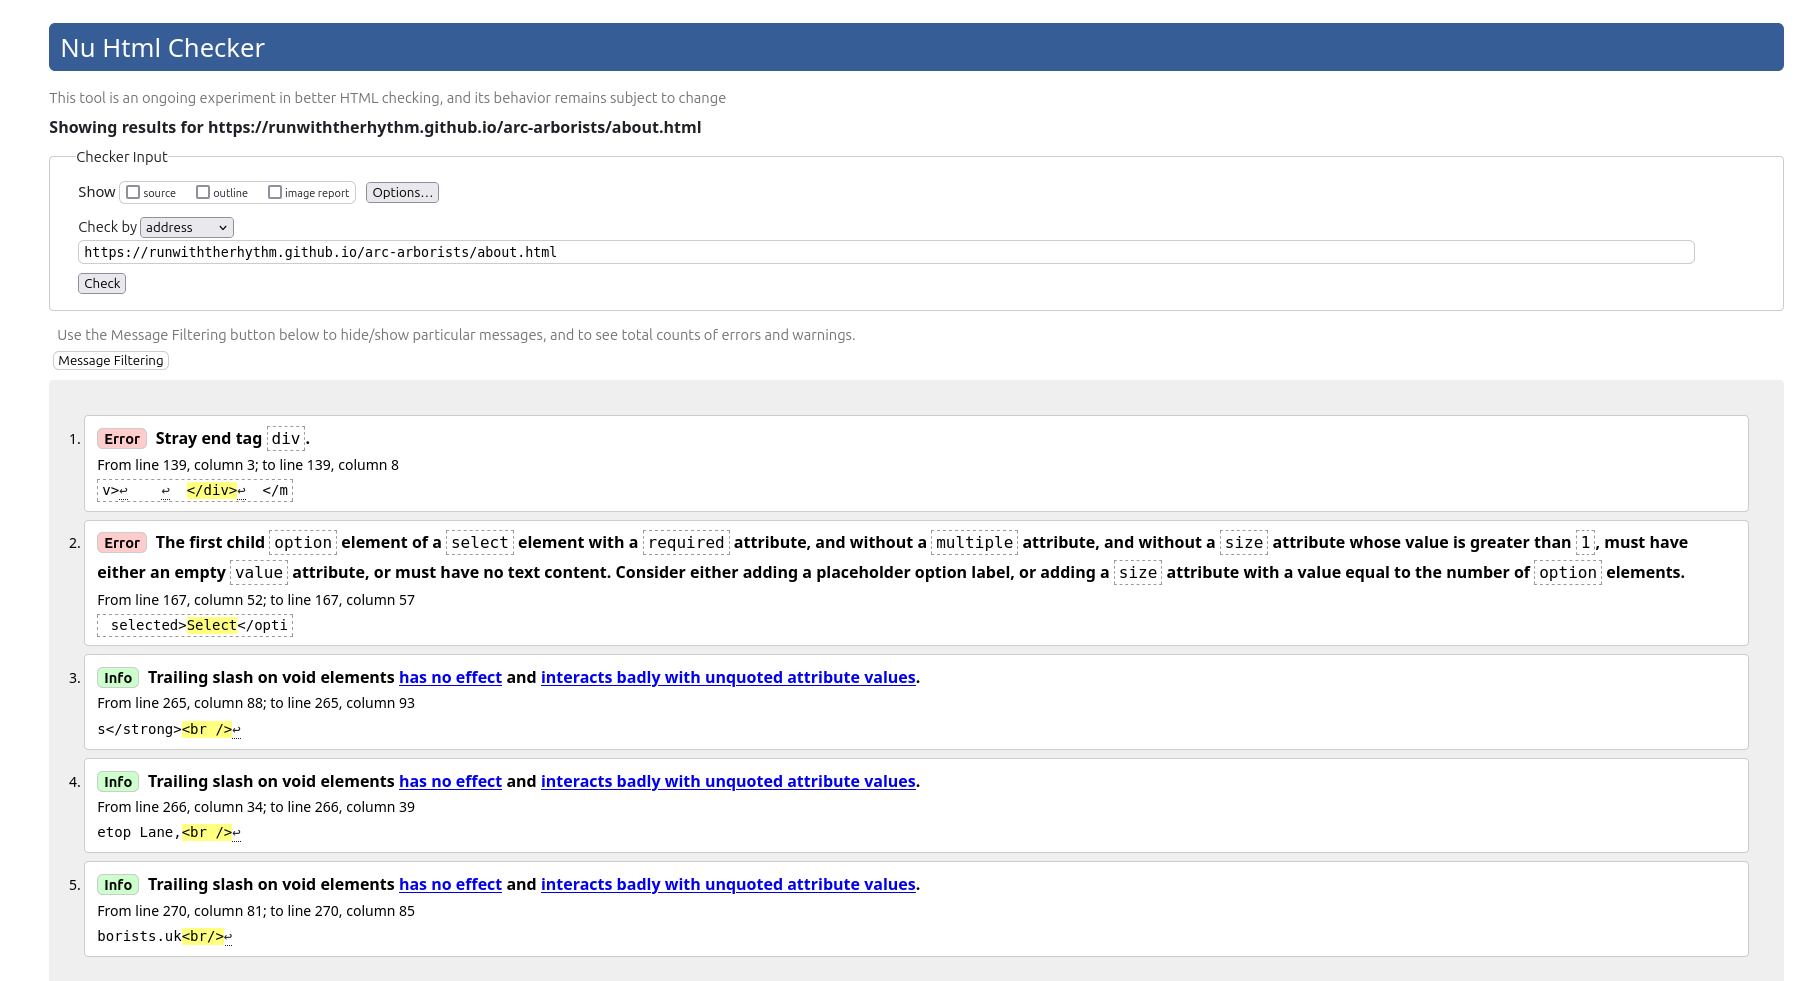 Nu Html Checker
This tool is an ongoing experiment in better HTML checking, and its behavior remains subject to change
Showing results for https://runwiththerhythm.github.io/arc-arborists/about.html
Checker Input
Show source outline image report Options...
Check by address
https://runwiththerhythm.github.io/arc-arborists/about.html
Check
Use the Message Filtering button below to hide/show particular messages, and to see total counts of errors and warnings.
Message Filtering
1. Error Stray end tag div.
From line 139, column 3; to line 139, column 8
v>↩    ↩  </div>↩  </m
2. Error The first child option element of a select element with a required attribute, and without a multiple attribute, and without a size attribute whose value is greater than 1, must have
either an empty value attribute, or must have no text content. Consider either adding a placeholder option label, or adding a size attribute with a value equal to the number of option elements.
From line 167, column 52; to line 167, column 57
selected>Select</opti
3. Info Trailing slash on void elements has no effect and interacts badly with unquoted attribute values.
From line 265, column 88; to line 265, column 93
s</strong><br />↩
4. Info Trailing slash on void elements has no effect and interacts badly with unquoted attribute values.
From line 266, column 34; to line 266, column 39
etop Lane,<br />↩
5. Info Trailing slash on void elements has no effect and interacts badly with unquoted attribute values.
From line 270, column 81; to line 270, column 85
borists.uk<br/>↩